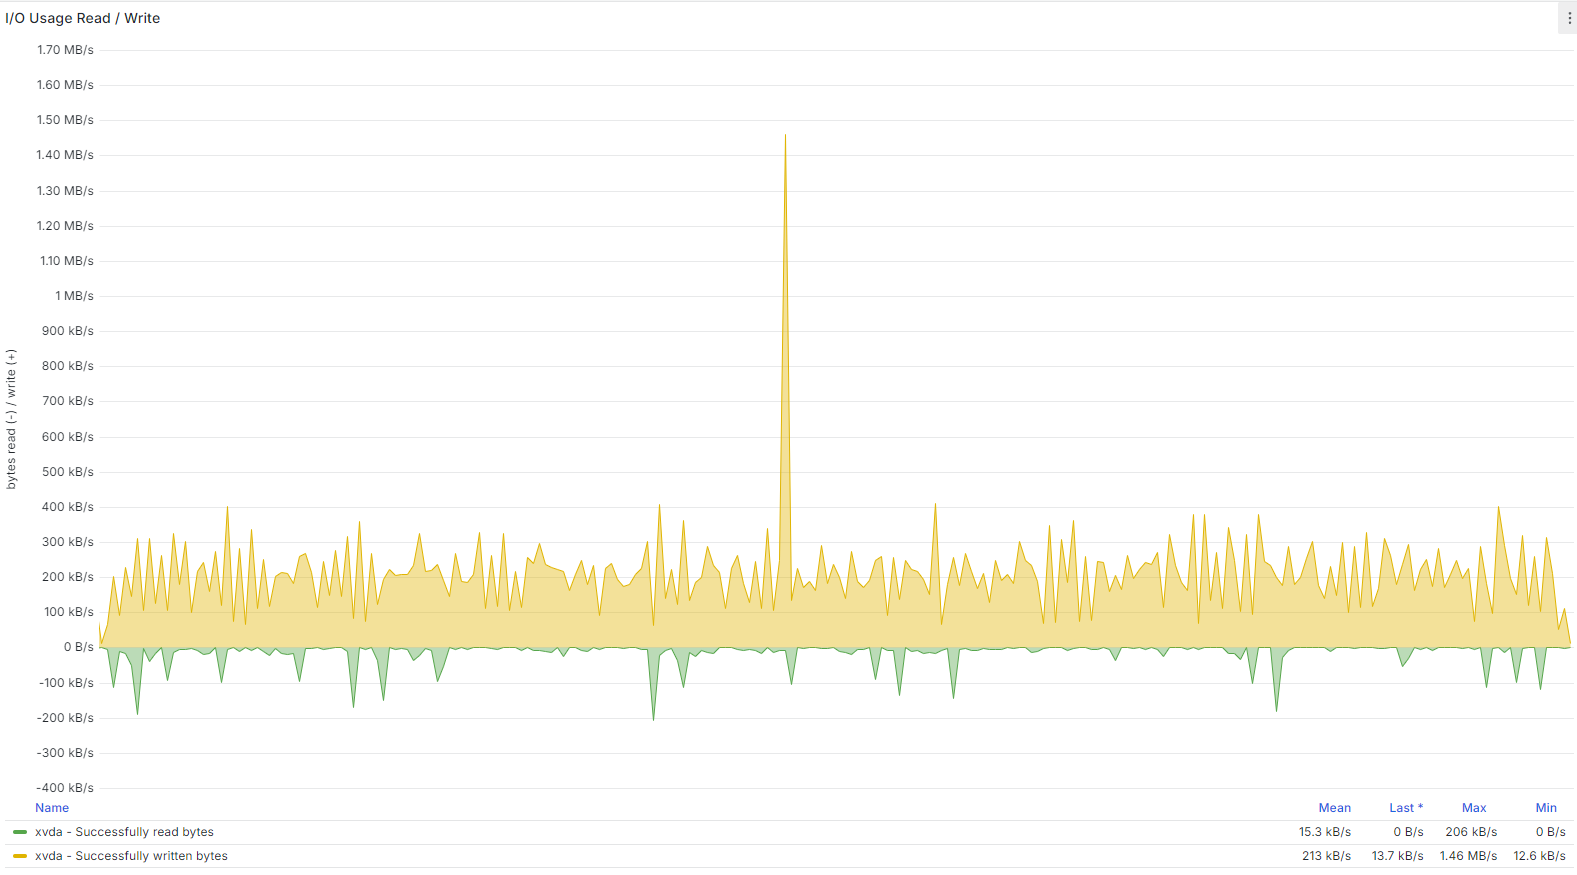 I/O Usage Read / Write
1.70 MB/s
1.60 MB/s
1.50 MB/s
1.40 MB/s
1.30 MB/s
1.20 MB/s
1.10 MB/s
1 MB/s
900 kB/s
800 kB/s
700 kB/s
600 kB/s
500 kB/s
400 kB/s
300 kB/s
200 kB/s
100 kB/s
0 B/s
-100 kB/s
-200 kB/s
-300 kB/s
-400 kB/s
bytes read (-) / write (+)
Name Mean Last * Max Min
xvda - Successfully read bytes 15.3 kB/s 0 B/s 206 kB/s 0 B/s
xvda - Successfully written bytes 213 kB/s 13.7 kB/s 1.46 MB/s 12.6 kB/s